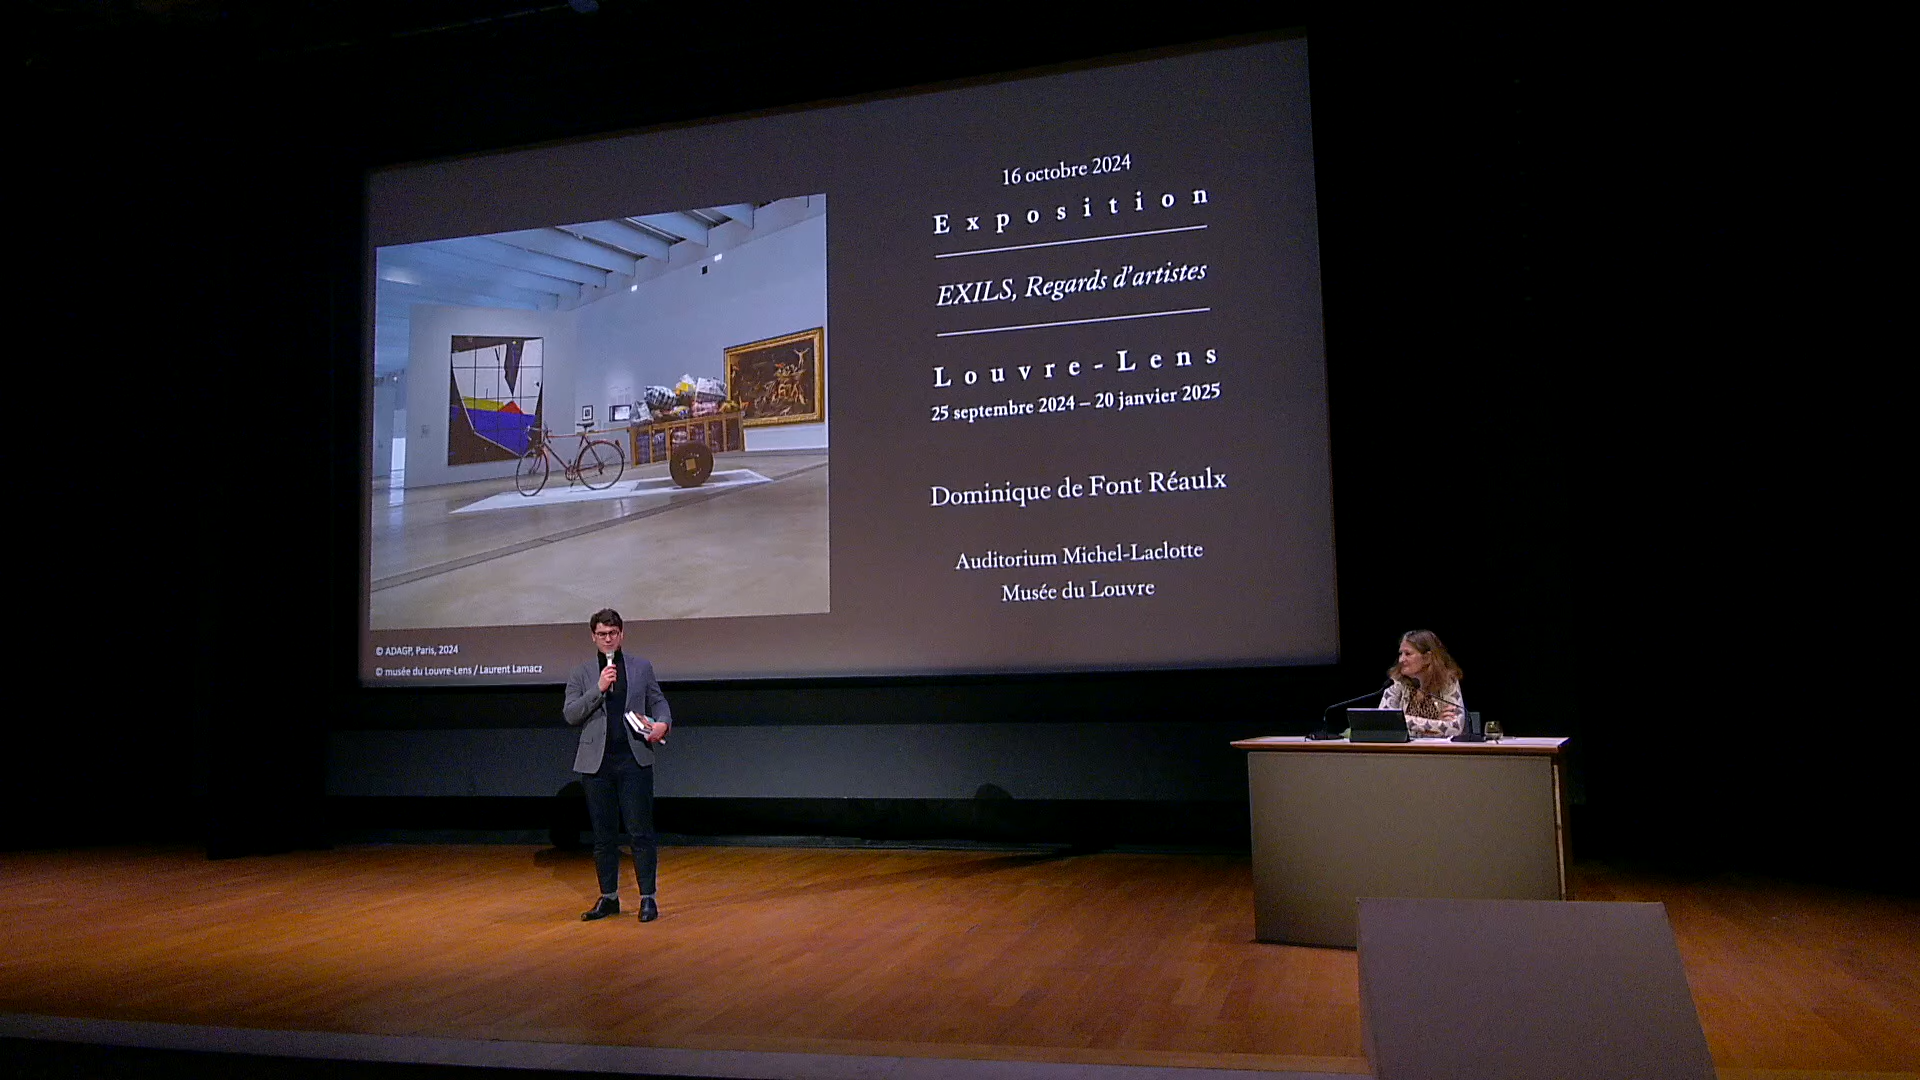 16 octobre 2024
Exposition
EXILS, Regards d'artistes
Louvre-Lens
25 septembre 2024 – 20 janvier 2025
Dominique de Font Réaulx
Auditorium Michel-Laclotte
Musée du Louvre
© ADAGP, Paris, 2024
© musée du Louvre-Lens / Laurent Lamacz